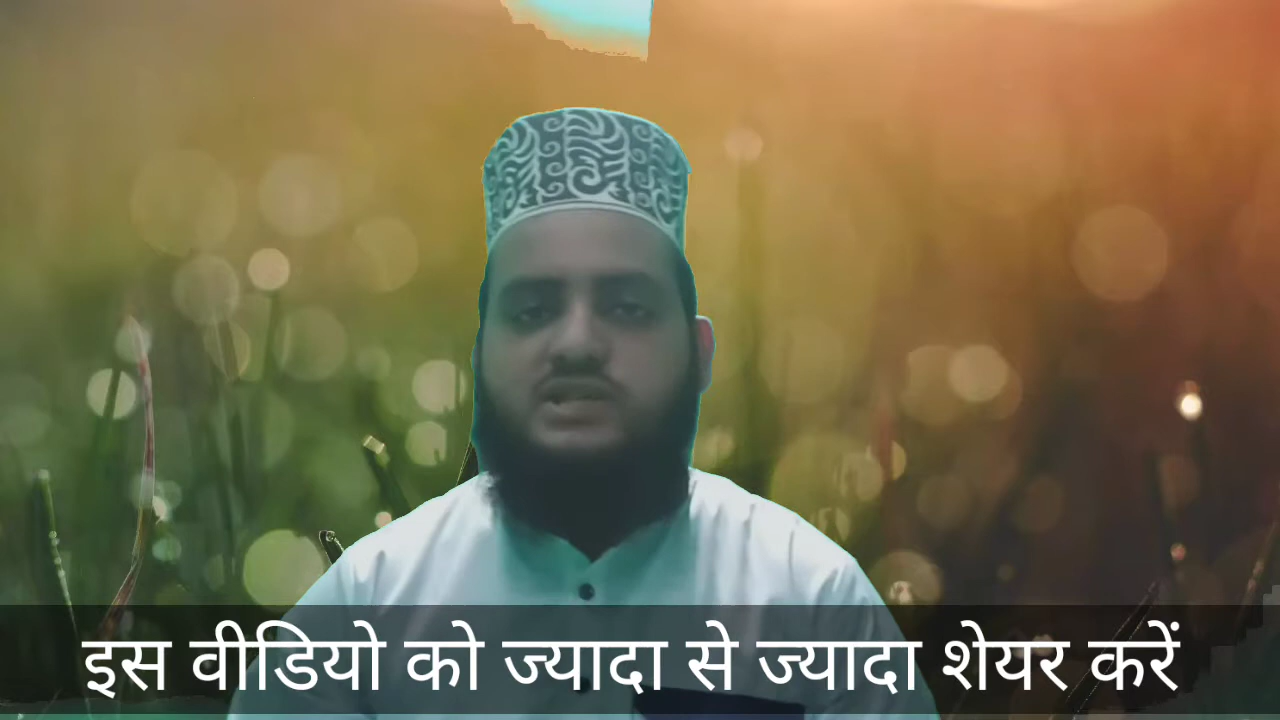 इस वीडियो को ज्यादा से ज्यादा शेयर करें